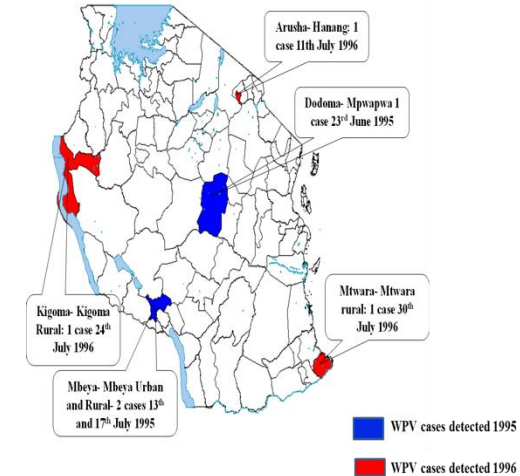 Arusha- Hanang: 1
case 11th July 1996
Dodoma- Mpwapwa 1
case 23rd June 1995
Mtwara- Mtwara
rural: 1 case 30th
July 1996
Kigoma- Kigoma
Rural: 1 case 24th
July 1996
Mbeya- Mbeya Urban
and Rural- 2 cases 13th
and 17th July 1995
WPV cases detected 1995
WPV cases detected 1996